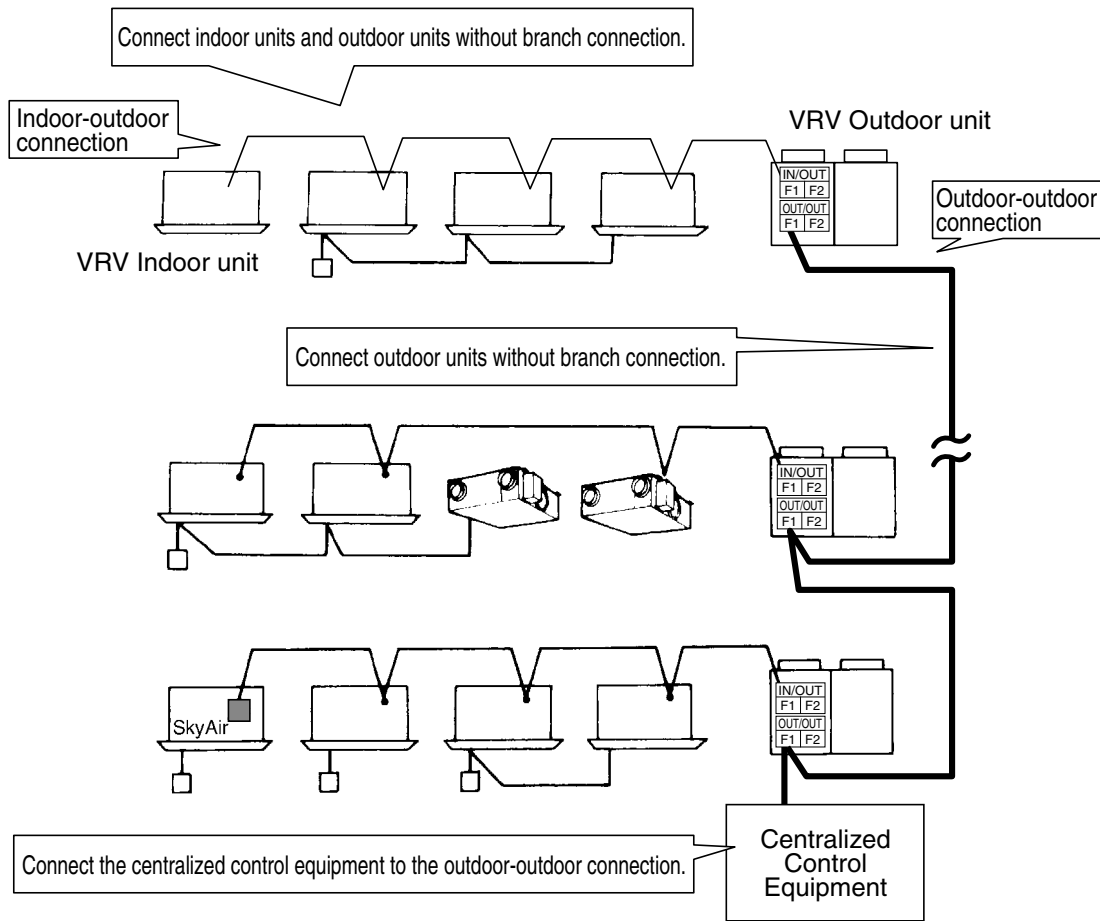 Connect indoor units and outdoor units without branch connection.
Indoor-outdoor
connection
VRV Outdoor unit
IN/OUT
F1 F2
OUT/OUT
F1 F2
Outdoor-outdoor
connection
VRV Indoor unit
Connect outdoor units without branch connection.
IN/OUT
F1 F2
OUT/OUT
F1 F2
IN/OUT
F1 F2
OUT/OUT
F1 F2
SkyAir
Centralized
Control
Equipment
Connect the centralized control equipment to the outdoor-outdoor connection.